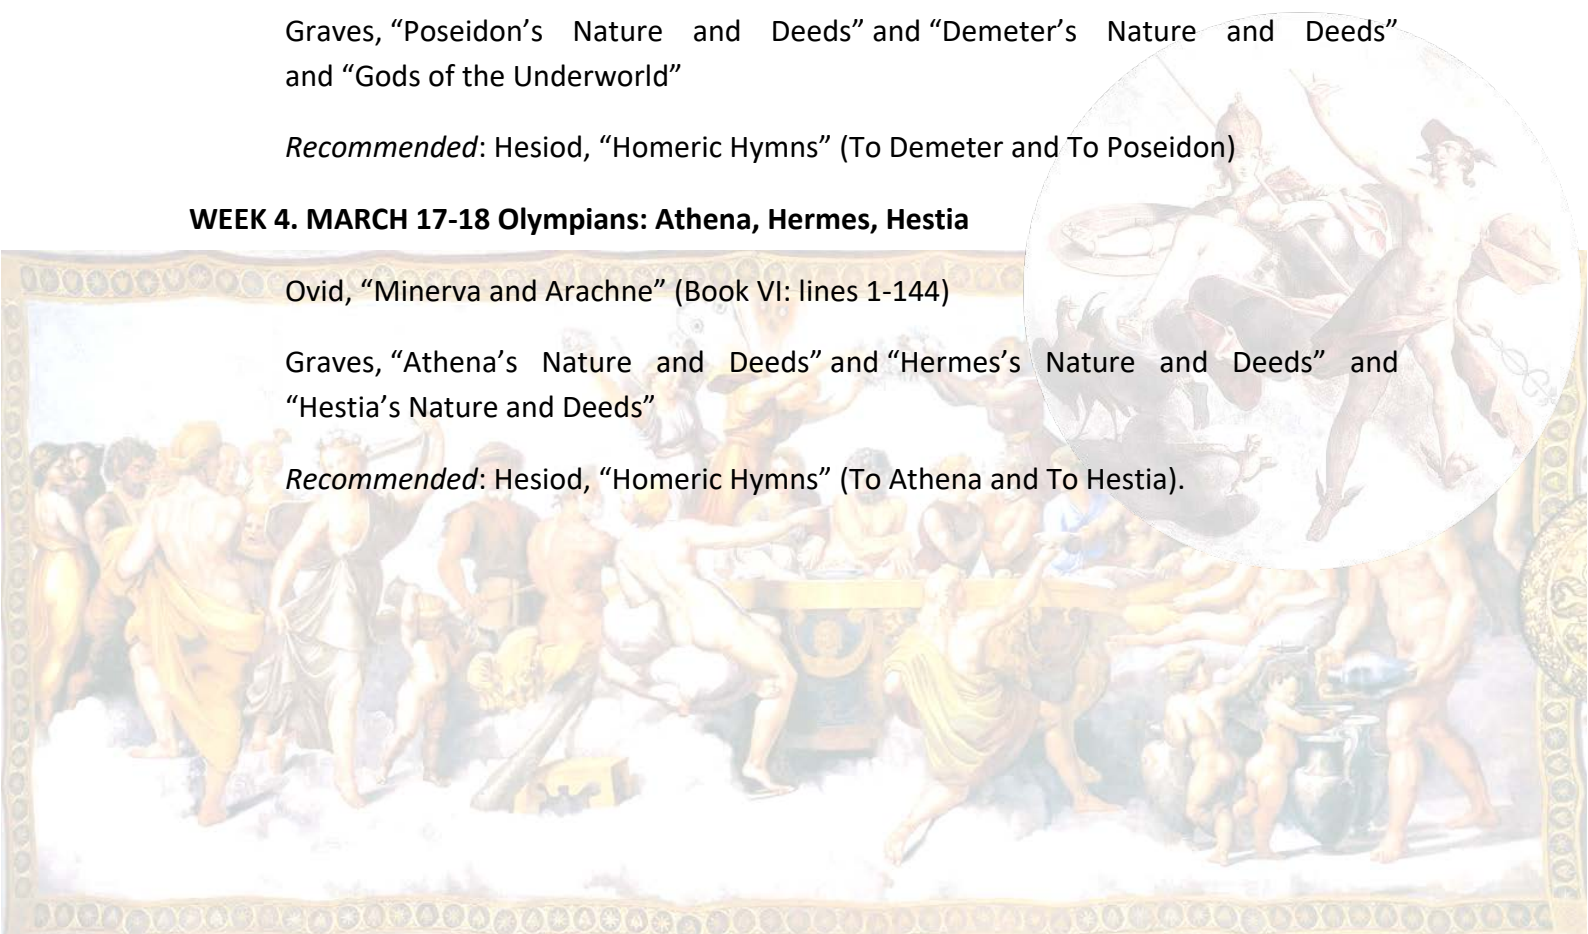 Graves, “Poseidon’s Nature and Deeds” and “Demeter’s Nature and Deeds”
and “Gods of the Underworld”
Recommended: Hesiod, “Homeric Hymns” (To Demeter and To Poseidon)
WEEK 4. MARCH 17-18 Olympians: Athena, Hermes, Hestia
Ovid, “Minerva and Arachne” (Book VI: lines 1-144)
Graves, “Athena’s Nature and Deeds” and “Hermes’s Nature and Deeds” and
“Hestia’s Nature and Deeds”
Recommended: Hesiod, “Homeric Hymns” (To Athena and To Hestia).